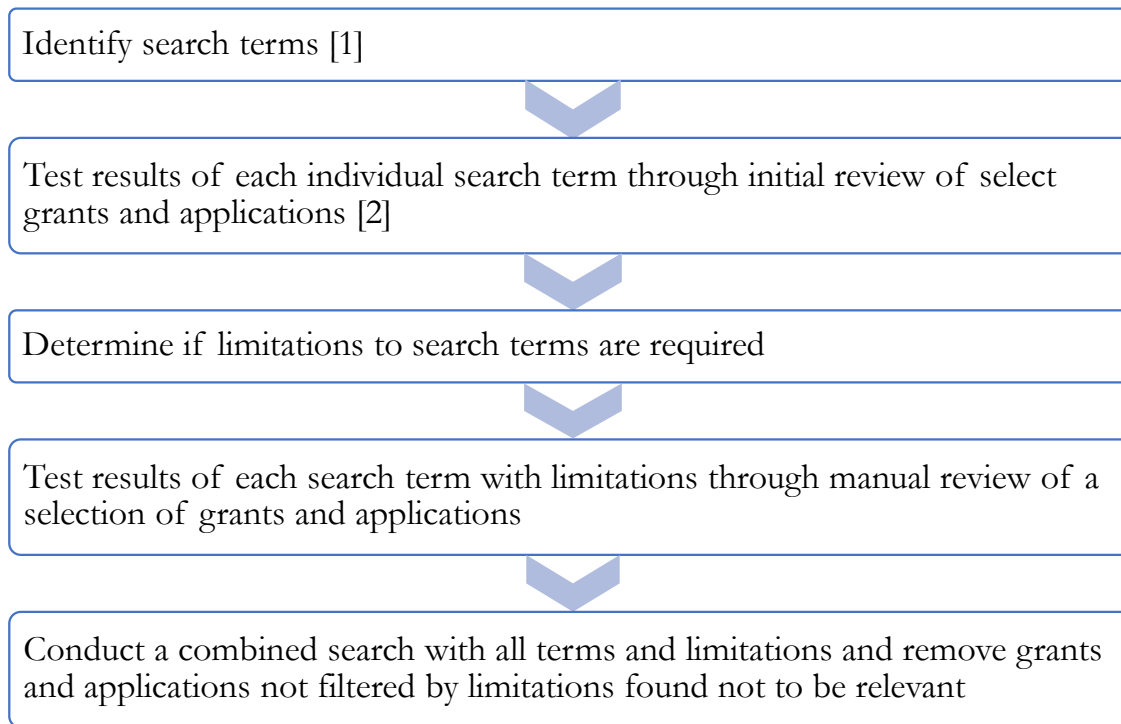 Identify search terms [1]
Test results of each individual search term through initial review of select
grants and applications [2]
Determine if limitations to search terms are required
Test results of each search term with limitations through manual review of a
selection of grants and applications
Conduct a combined search with all terms and limitations and remove grants
and applications not filtered by limitations found not to be relevant